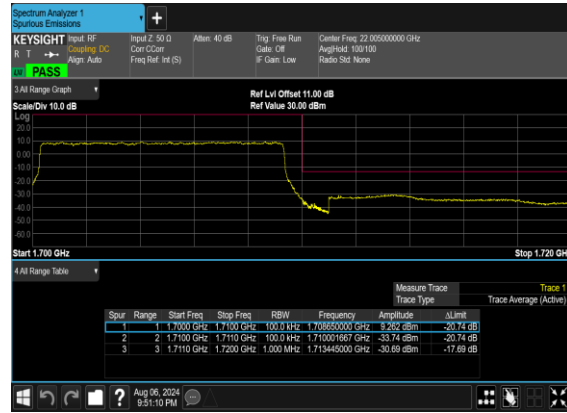 Spectrum Analyzer 1
Spurious Emissions
KEYSIGHT Input: RF Input Z: 50 Ω Atten: 40 dB Trig: Free Run Center Freq: 22.005000000 GHz
R T Coupling: DC Corr CCorr Gate: Off Avg|Hold: 100/100
Align: Auto Freq Ref: Int (S) IF Gain: Low Radio Std: None
LW PASS
3 All Range Graph
Ref Lvl Offset 11.00 dB
Scale/Div 10.0 dB Ref Value 30.00 dBm
Log
20.0
10.0
0.00
-10.0
-20.0
-30.0
-40.0
-50.0
-60.0
Start 1.700 GHz Stop 1.720 GH
4 All Range Table
Measure Trace Trace 1
Trace Type Trace Average (Active)
Spur Range Start Freq Stop Freq RBW Frequency Amplitude ΔLimit
1 1 1.7000 GHz 1.7100 GHz 100.0 kHz 1.708650000 GHz 9.262 dBm -20.74 dB
2 2 1.7100 GHz 1.7110 GHz 100.0 kHz 1.710001667 GHz -33.74 dBm -20.74 dB
3 3 1.7110 GHz 1.7200 GHz 1.000 MHz 1.713445000 GHz -30.69 dBm -17.69 dB
Aug 06, 2024
9:51:10 PM